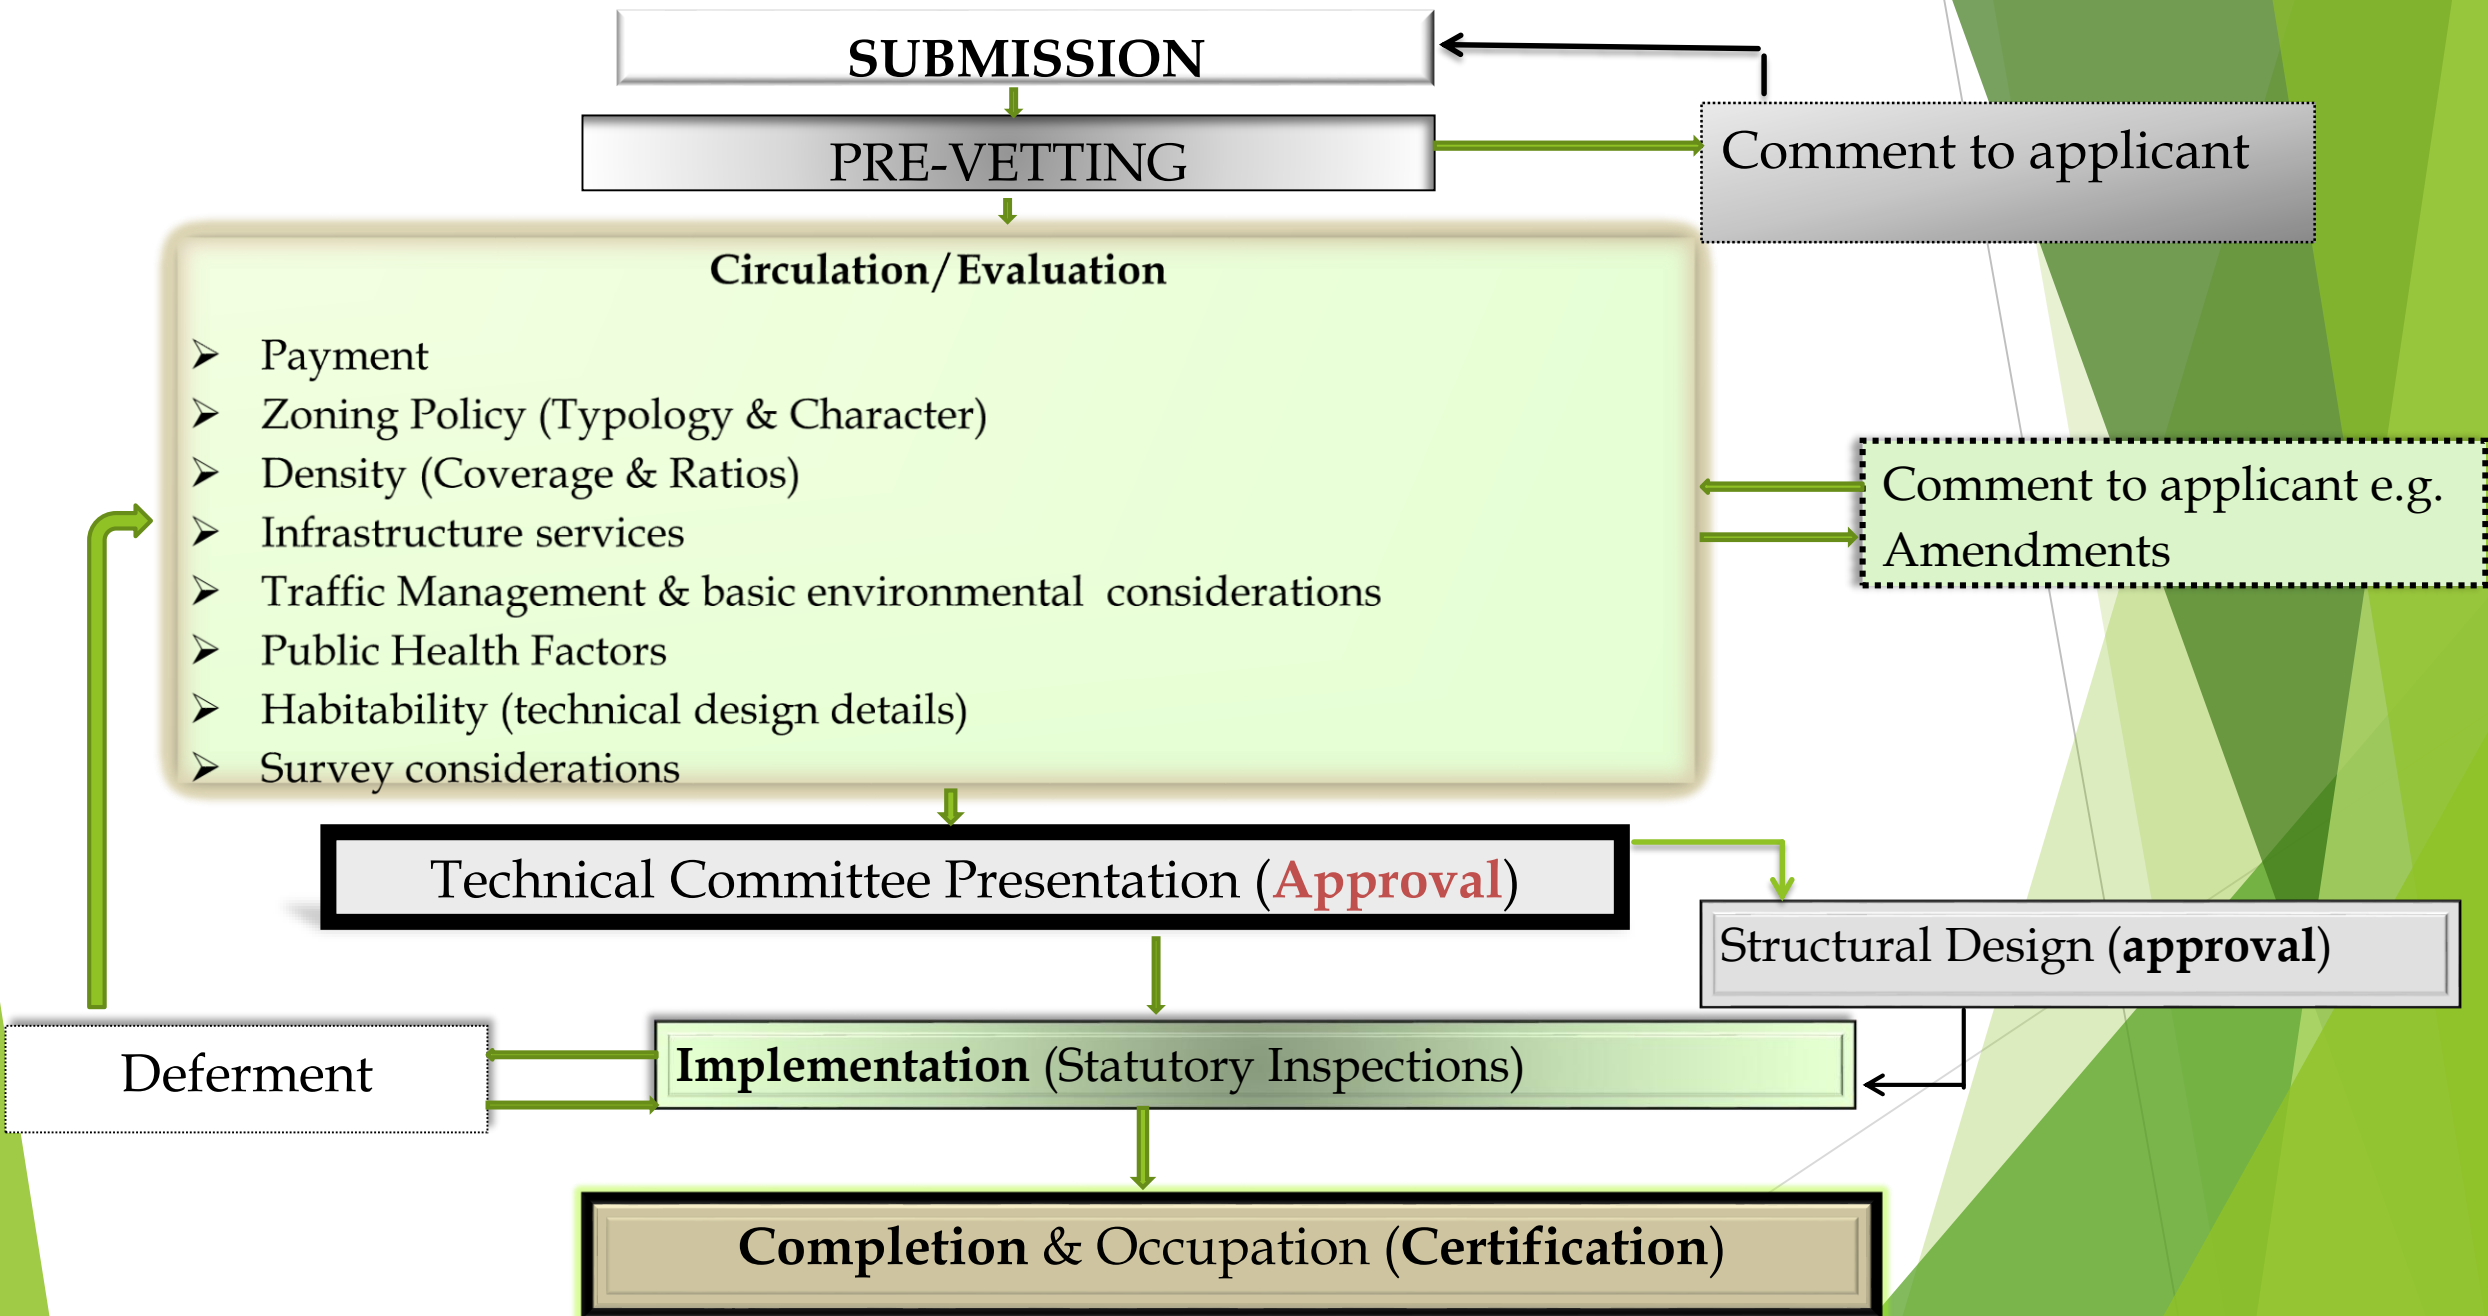 SUBMISSION
PRE-VETTING
Comment to applicant
Circulation/Evaluation
➢ Payment
➢ Zoning Policy (Typology & Character)
➢ Density (Coverage & Ratios)
➢ Infrastructure services
➢ Traffic Management & basic environmental considerations
➢ Public Health Factors
➢ Habitability (technical design details)
➢ Survey considerations
Comment to applicant e.g.
Amendments
Technical Committee Presentation (Approval)
Structural Design (approval)
Deferment
Implementation (Statutory Inspections)
Completion & Occupation (Certification)